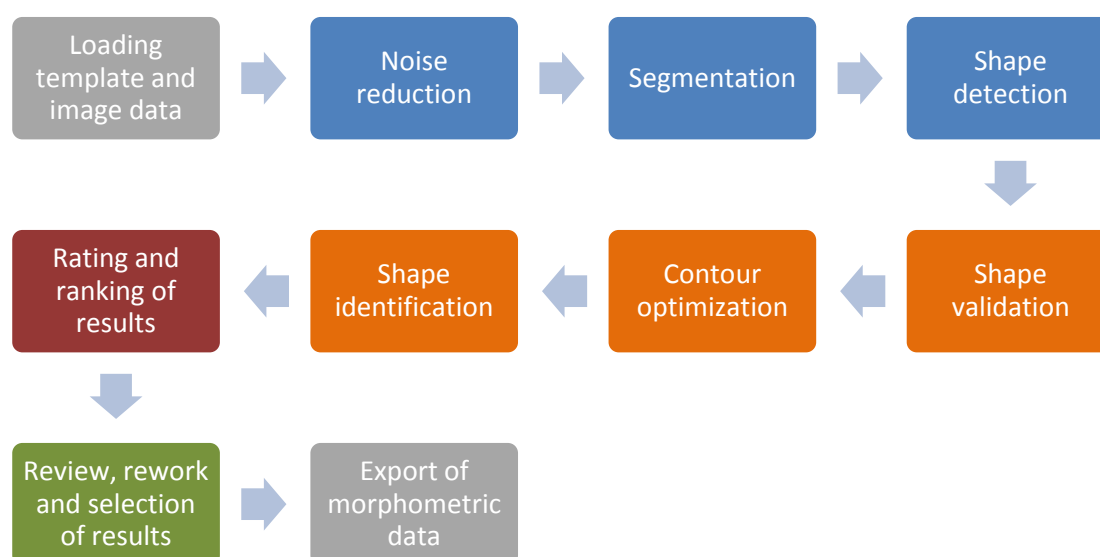 Loading
template and
image data
Noise
reduction
Segmentation
Shape
detection
Shape
validation
Contour
optimization
Shape
identification
Rating and
ranking of
results
Review, rework
and selection
of results
Export of
morphometric
data